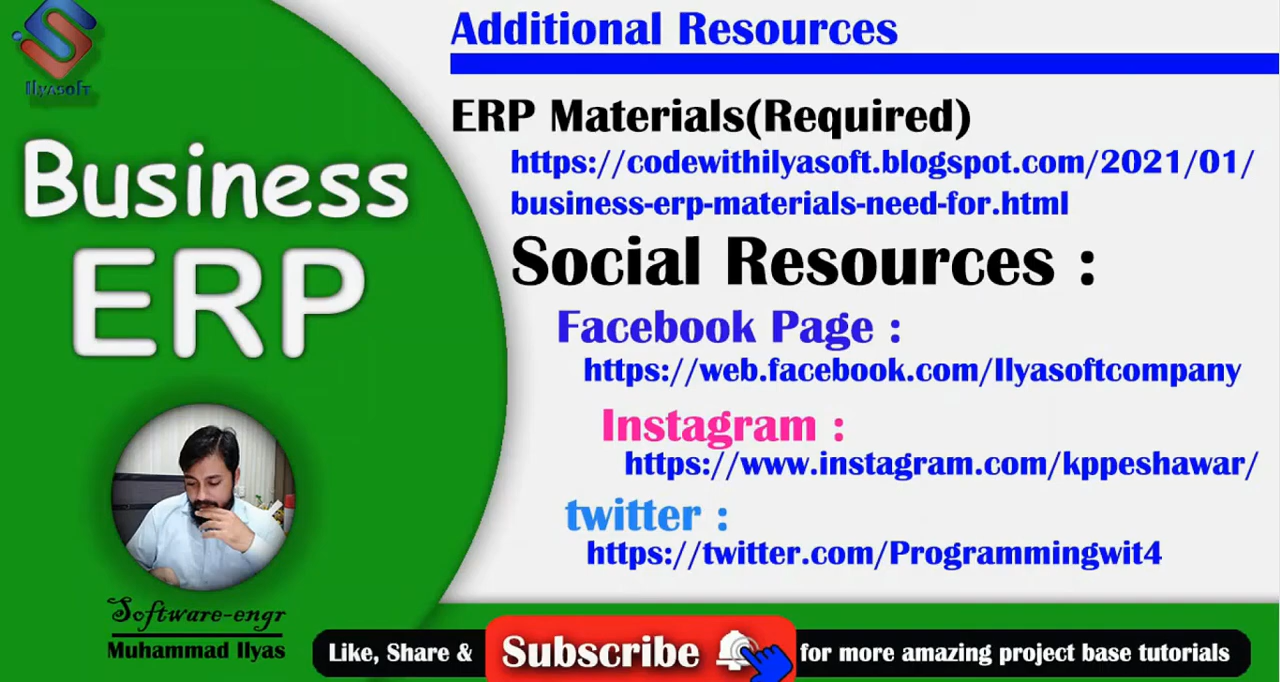 Ilyasoft
Business
ERP
Software-engr
Muhammad Ilyas
Additional Resources
ERP Materials(Required)
https://codewithilyasoft.blogspot.com/2021/01/
business-erp-materials-need-for.html
Social Resources :
Facebook Page :
https://web.facebook.com/Ilyasoftcompany
Instagram :
https://www.instagram.com/kppeshawar/
twitter :
https://twitter.com/Programmingwit4
Like, Share & Subscribe for more amazing project base tutorials